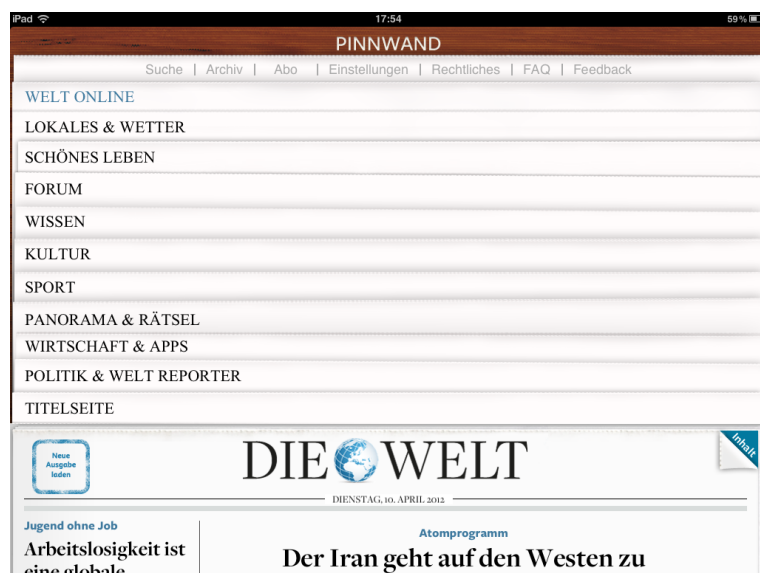 iPad 17:54 59 %
PINNWAND
Suche | Archiv | Abo | Einstellungen | Rechtliches | FAQ | Feedback
WELT ONLINE
LOKALES & WETTER
SCHÖNES LEBEN
FORUM
WISSEN
KULTUR
SPORT
PANORAMA & RÄTSEL
WIRTSCHAFT & APPS
POLITIK & WELT REPORTER
TITELSEITE
Neue
Ausgabe
laden
DIE WELT
Inhalt
DIENSTAG, 10. APRIL 2012
Jugend ohne Job
Arbeitslosigkeit ist
eine globale
Atomprogramm
Der Iran geht auf den Westen zu